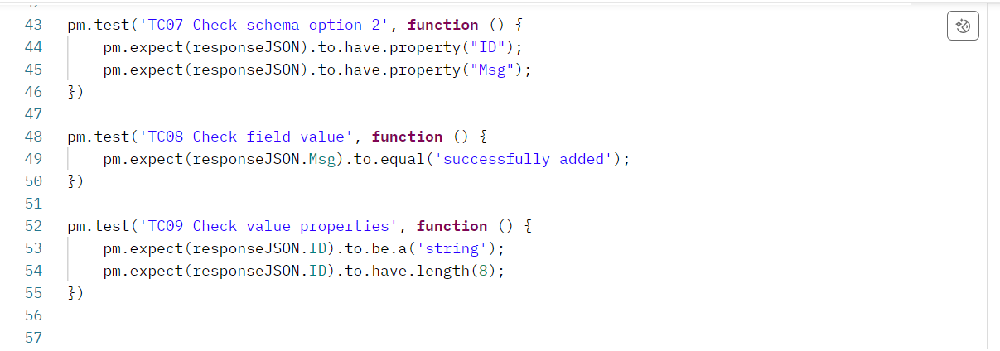 43 pm.test('TC07 Check schema option 2', function () {
44 pm.expect(responseJSON).to.have.property("ID");
45 pm.expect(responseJSON).to.have.property("Msg");
46 })
47
48 pm.test('TC08 Check field value', function () {
49 pm.expect(responseJSON.Msg).to.equal('successfully added');
50 })
51
52 pm.test('TC09 Check value properties', function () {
53 pm.expect(responseJSON.ID).to.be.a('string');
54 pm.expect(responseJSON.ID).to.have.length(8);
55 })
56
57